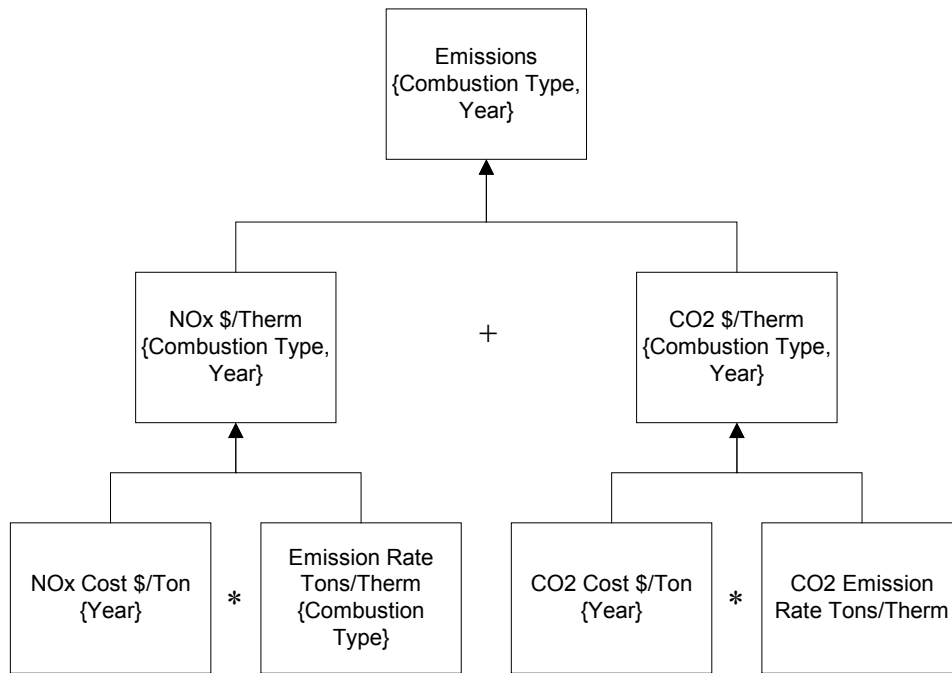 Emissions
{Combustion Type,
Year}
NOx $/Therm
{Combustion Type,
Year}
+
CO2 $/Therm
{Combustion Type,
Year}
NOx Cost $/Ton
{Year}
*
Emission Rate
Tons/Therm
{Combustion
Type}
CO2 Cost $/Ton
{Year}
*
CO2 Emission
Rate Tons/Therm